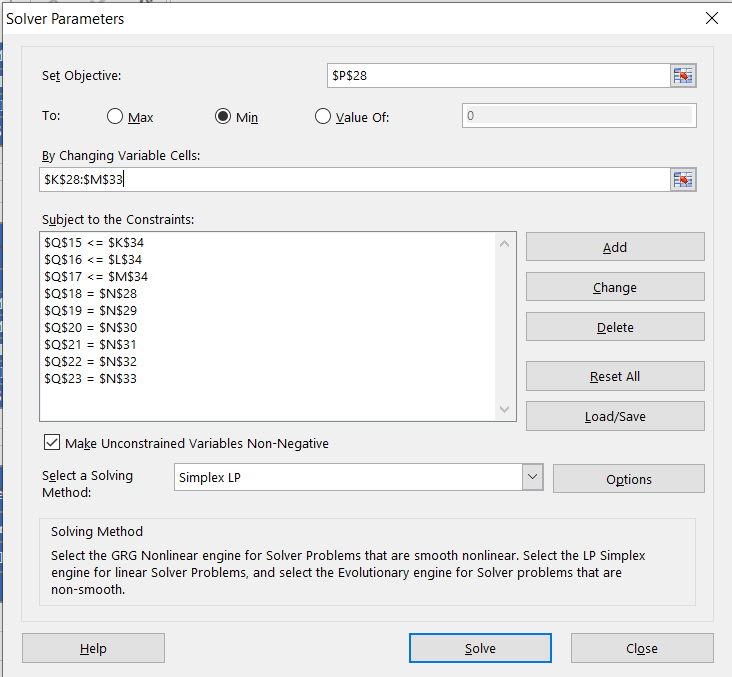 Solver Parameters
Set Objective: $P$28
To: Max Min Value Of: 0
By Changing Variable Cells:
$K$28:$M$33
Subject to the Constraints:
$Q$15 <= $K$34
$Q$16 <= $L$34
$Q$17 <= $M$34
$Q$18 = $N$28
$Q$19 = $N$29
$Q$20 = $N$30
$Q$21 = $N$31
$Q$22 = $N$32
$Q$23 = $N$33
Add
Change
Delete
Reset All
Load/Save
Make Unconstrained Variables Non-Negative
Select a Solving
Method:
Simplex LP
Options
Solving Method
Select the GRG Nonlinear engine for Solver Problems that are smooth nonlinear. Select the LP Simplex
engine for linear Solver Problems, and select the Evolutionary engine for Solver problems that are
non-smooth.
Help Solve Close